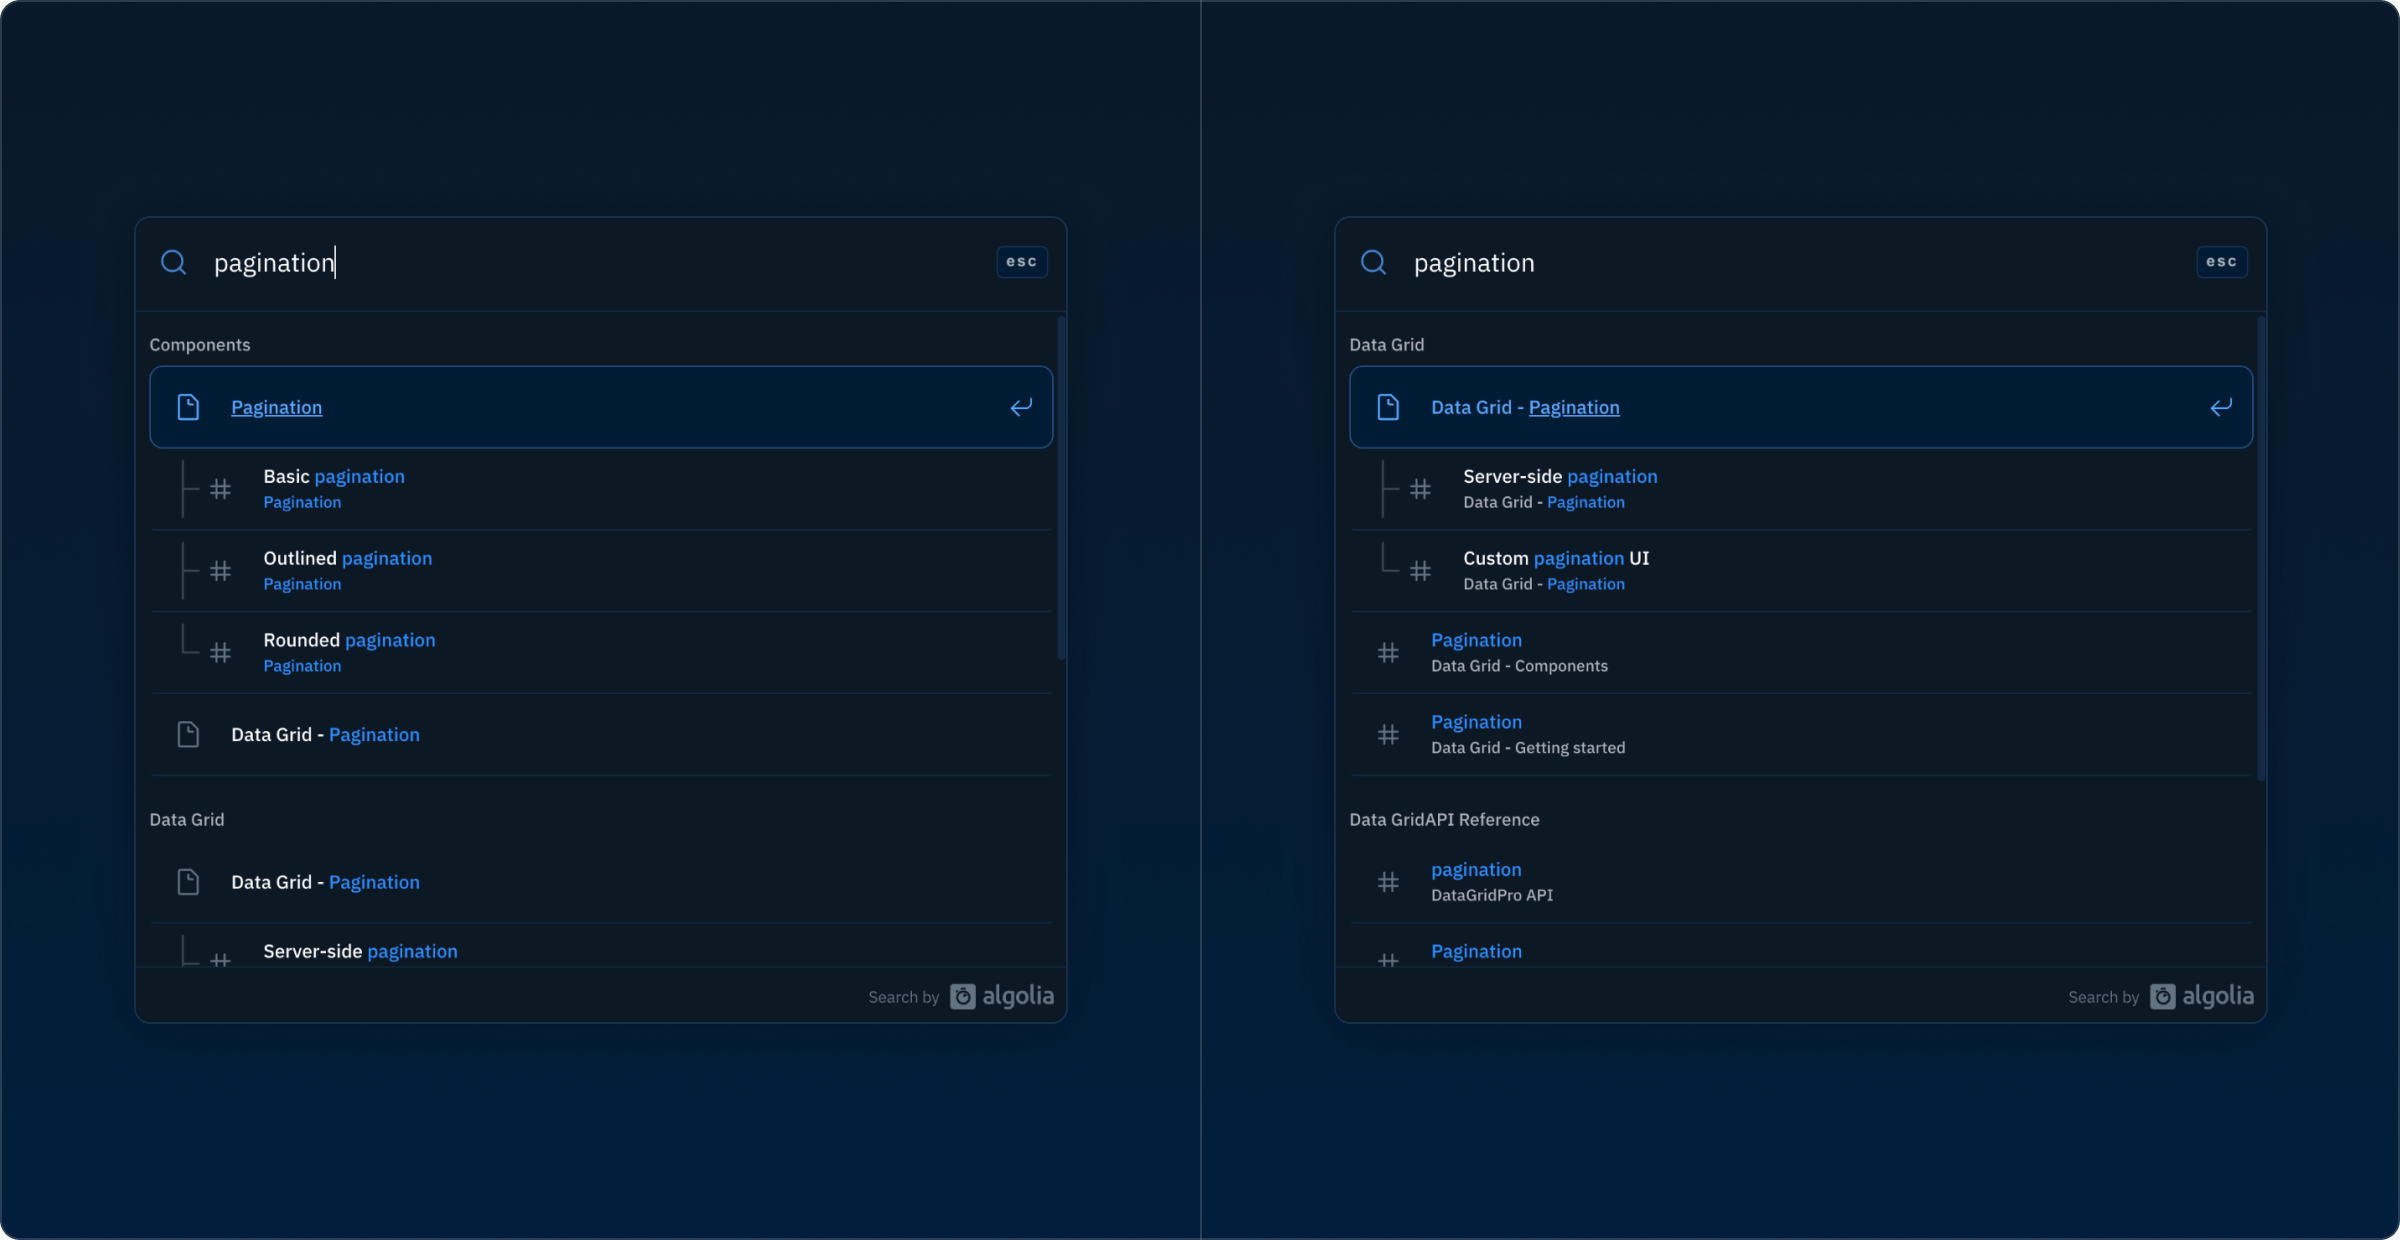 pagination
esc
Components
Pagination
Basic pagination
Pagination
Outlined pagination
Pagination
Rounded pagination
Pagination
Data Grid - Pagination
Data Grid
Data Grid - Pagination
Server-side pagination
Search by algolia
pagination
esc
Data Grid
Data Grid - Pagination
Server-side pagination
Data Grid - Pagination
Custom pagination UI
Data Grid - Pagination
Pagination
Data Grid - Components
Pagination
Data Grid - Getting started
Data GridAPI Reference
pagination
DataGridPro API
Pagination
Search by algolia